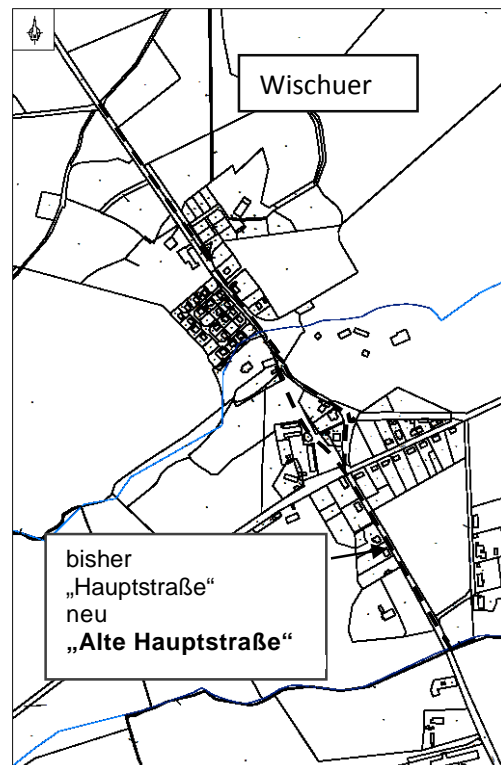 Wischuer
bisher
„Hauptstraße“
neu
„Alte Hauptstraße“